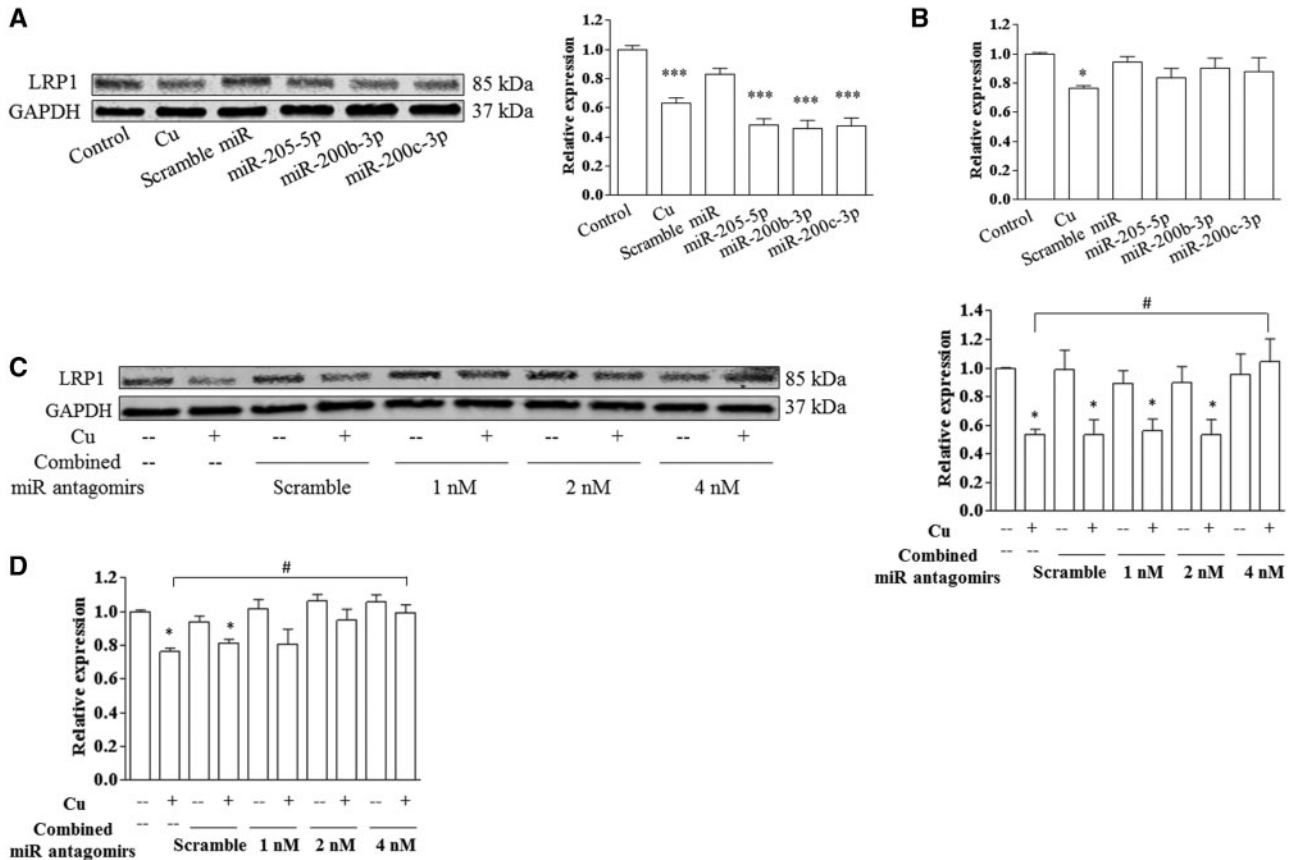 A
LRP1
85 kDa
GAPDH
37 kDa
Control
Cu
Scramble miR
miR-205-5p
miR-200b-3p
miR-200c-3p
Relative expression
1.2
1.0
0.8
0.6
0.4
0.2
0.0
***
***
***
***
Control
Cu
Scramble miR
miR-205-5p
miR-200b-3p
miR-200c-3p
B
Relative expression
1.2
1.0
0.8
0.6
0.4
0.2
0.0
*
Control
Cu
Scramble miR
miR-205-5p
miR-200b-3p
miR-200c-3p
C
LRP1
85 kDa
GAPDH
37 kDa
Cu -- + -- + -- + -- + -- +
Combined -- --
miR antagomirs Scramble 1 nM 2 nM 4 nM
Relative expression
1.4
1.2
1.0
0.8
0.6
0.4
0.2
0.0
#
* * * *
Cu -- + -- + -- + -- + -- +
Combined -- --
miR antagomirs Scramble 1 nM 2 nM 4 nM
D
Relative expression
1.2
1.0
0.8
0.6
0.4
0.2
0.0
#
* *
Cu -- + -- + -- + -- + -- +
Combined -- --
miR antagomirs Scramble 1 nM 2 nM 4 nM